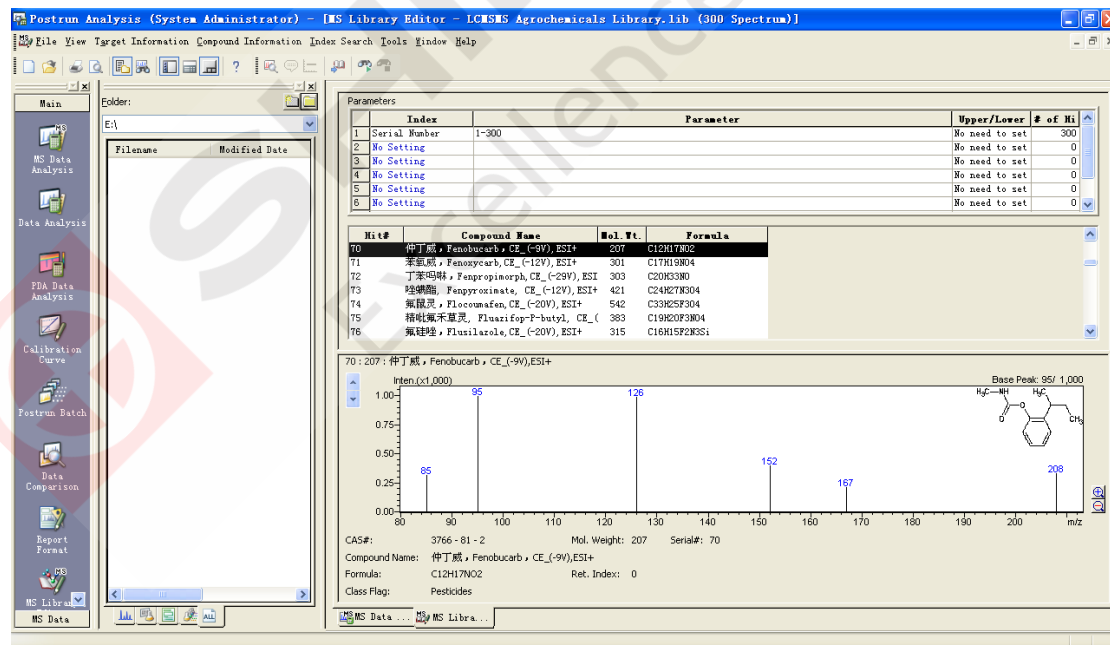 Postrun Analysis (System Administrator) - [MS Library Editor - LCMSMS Agrochemicals Library.lib (300 Spectrum)]
File View Target Information Compound Information Index Search Tools Window Help
Main
MS Data Analysis
Data Analysis
PDA Data Analysis
Calibration Curve
Postrun Batch
Data Comparison
Report Format
MS Library
MS Data
Folder:
E:\
Filename Modified Date
ALL
Parameters
Index Parameter Upper/Lower # of Hi
1 Serial Number 1-300 No need to set 300
2 No Setting No need to set 0
3 No Setting No need to set 0
4 No Setting No need to set 0
5 No Setting No need to set 0
6 No Setting No need to set 0
Hit# Compound Name Mol.Wt. Formula
70 仲丁威，Fenobucarb，CE_(-9V),ESI+ 207 C12H17NO2
71 苯氧威，Fenoxycarb,CE_(-12V),ESI+ 301 C17H19NO4
72 丁苯吗啉，Fenpropimorph,CE_(-29V),ESI 303 C20H33NO
73 唑螨酯, Fenpyroximate, CE_(-12V),ESI+ 421 C24H27N3O4
74 氟鼠灵，Flocoumafen,CE_(-20V),ESI+ 542 C33H25F3O4
75 精吡氟禾草灵, Fluazifop-P-butyl, CE_( 383 C19H20F3NO4
76 氟硅唑，Flusilazole,CE_(-20V),ESI+ 315 C16H15F2N3Si
70 : 207 : 仲丁威，Fenobucarb，CE_(-9V),ESI+
Inten.(x1,000) Base Peak: 95/ 1,000
1.00
0.75
0.50
0.25
0.00
85 95 126 152 167 208
H3C NH H3C
O
O
CH3
80 90 100 110 120 130 140 150 160 170 180 190 200 m/z
CAS#: 3766 - 81 - 2 Mol. Weight: 207 Serial#: 70
Compound Name: 仲丁威，Fenobucarb，CE_(-9V),ESI+
Formula: C12H17NO2 Ret. Index: 0
Class Flag: Pesticides
MS Data ... MS Libra...
Excellence